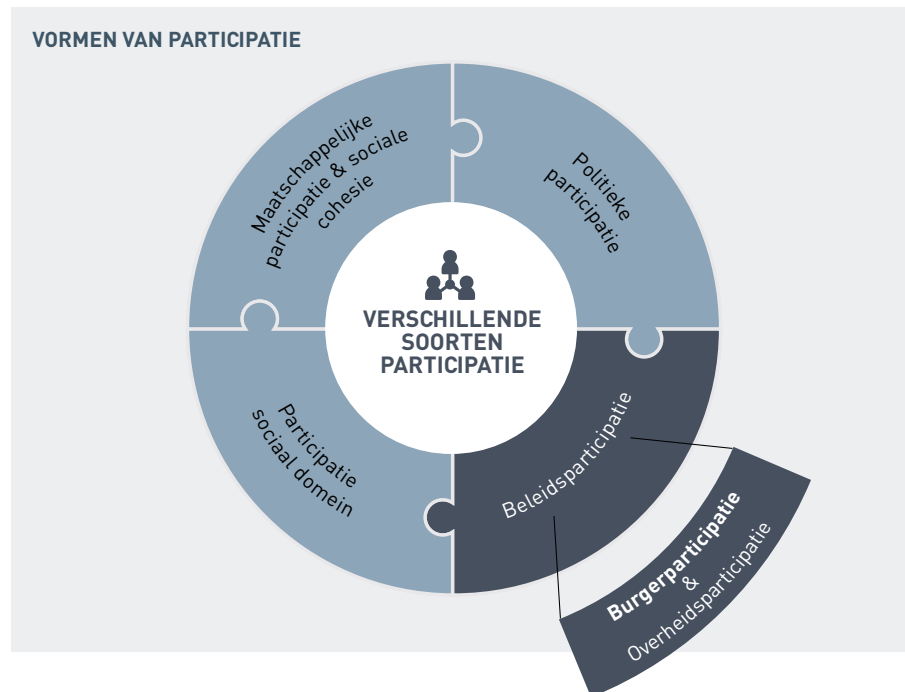 VORMEN VAN PARTICIPATIE
Maatschappelijke
participatie & sociale
cohesie
Politieke
participatie
VERSCHILLENDE
SOORTEN
PARTICIPATIE
Participatie
sociaal domein
Beleidsparticipatie
Burgerparticipatie
&
Overheidsparticipatie